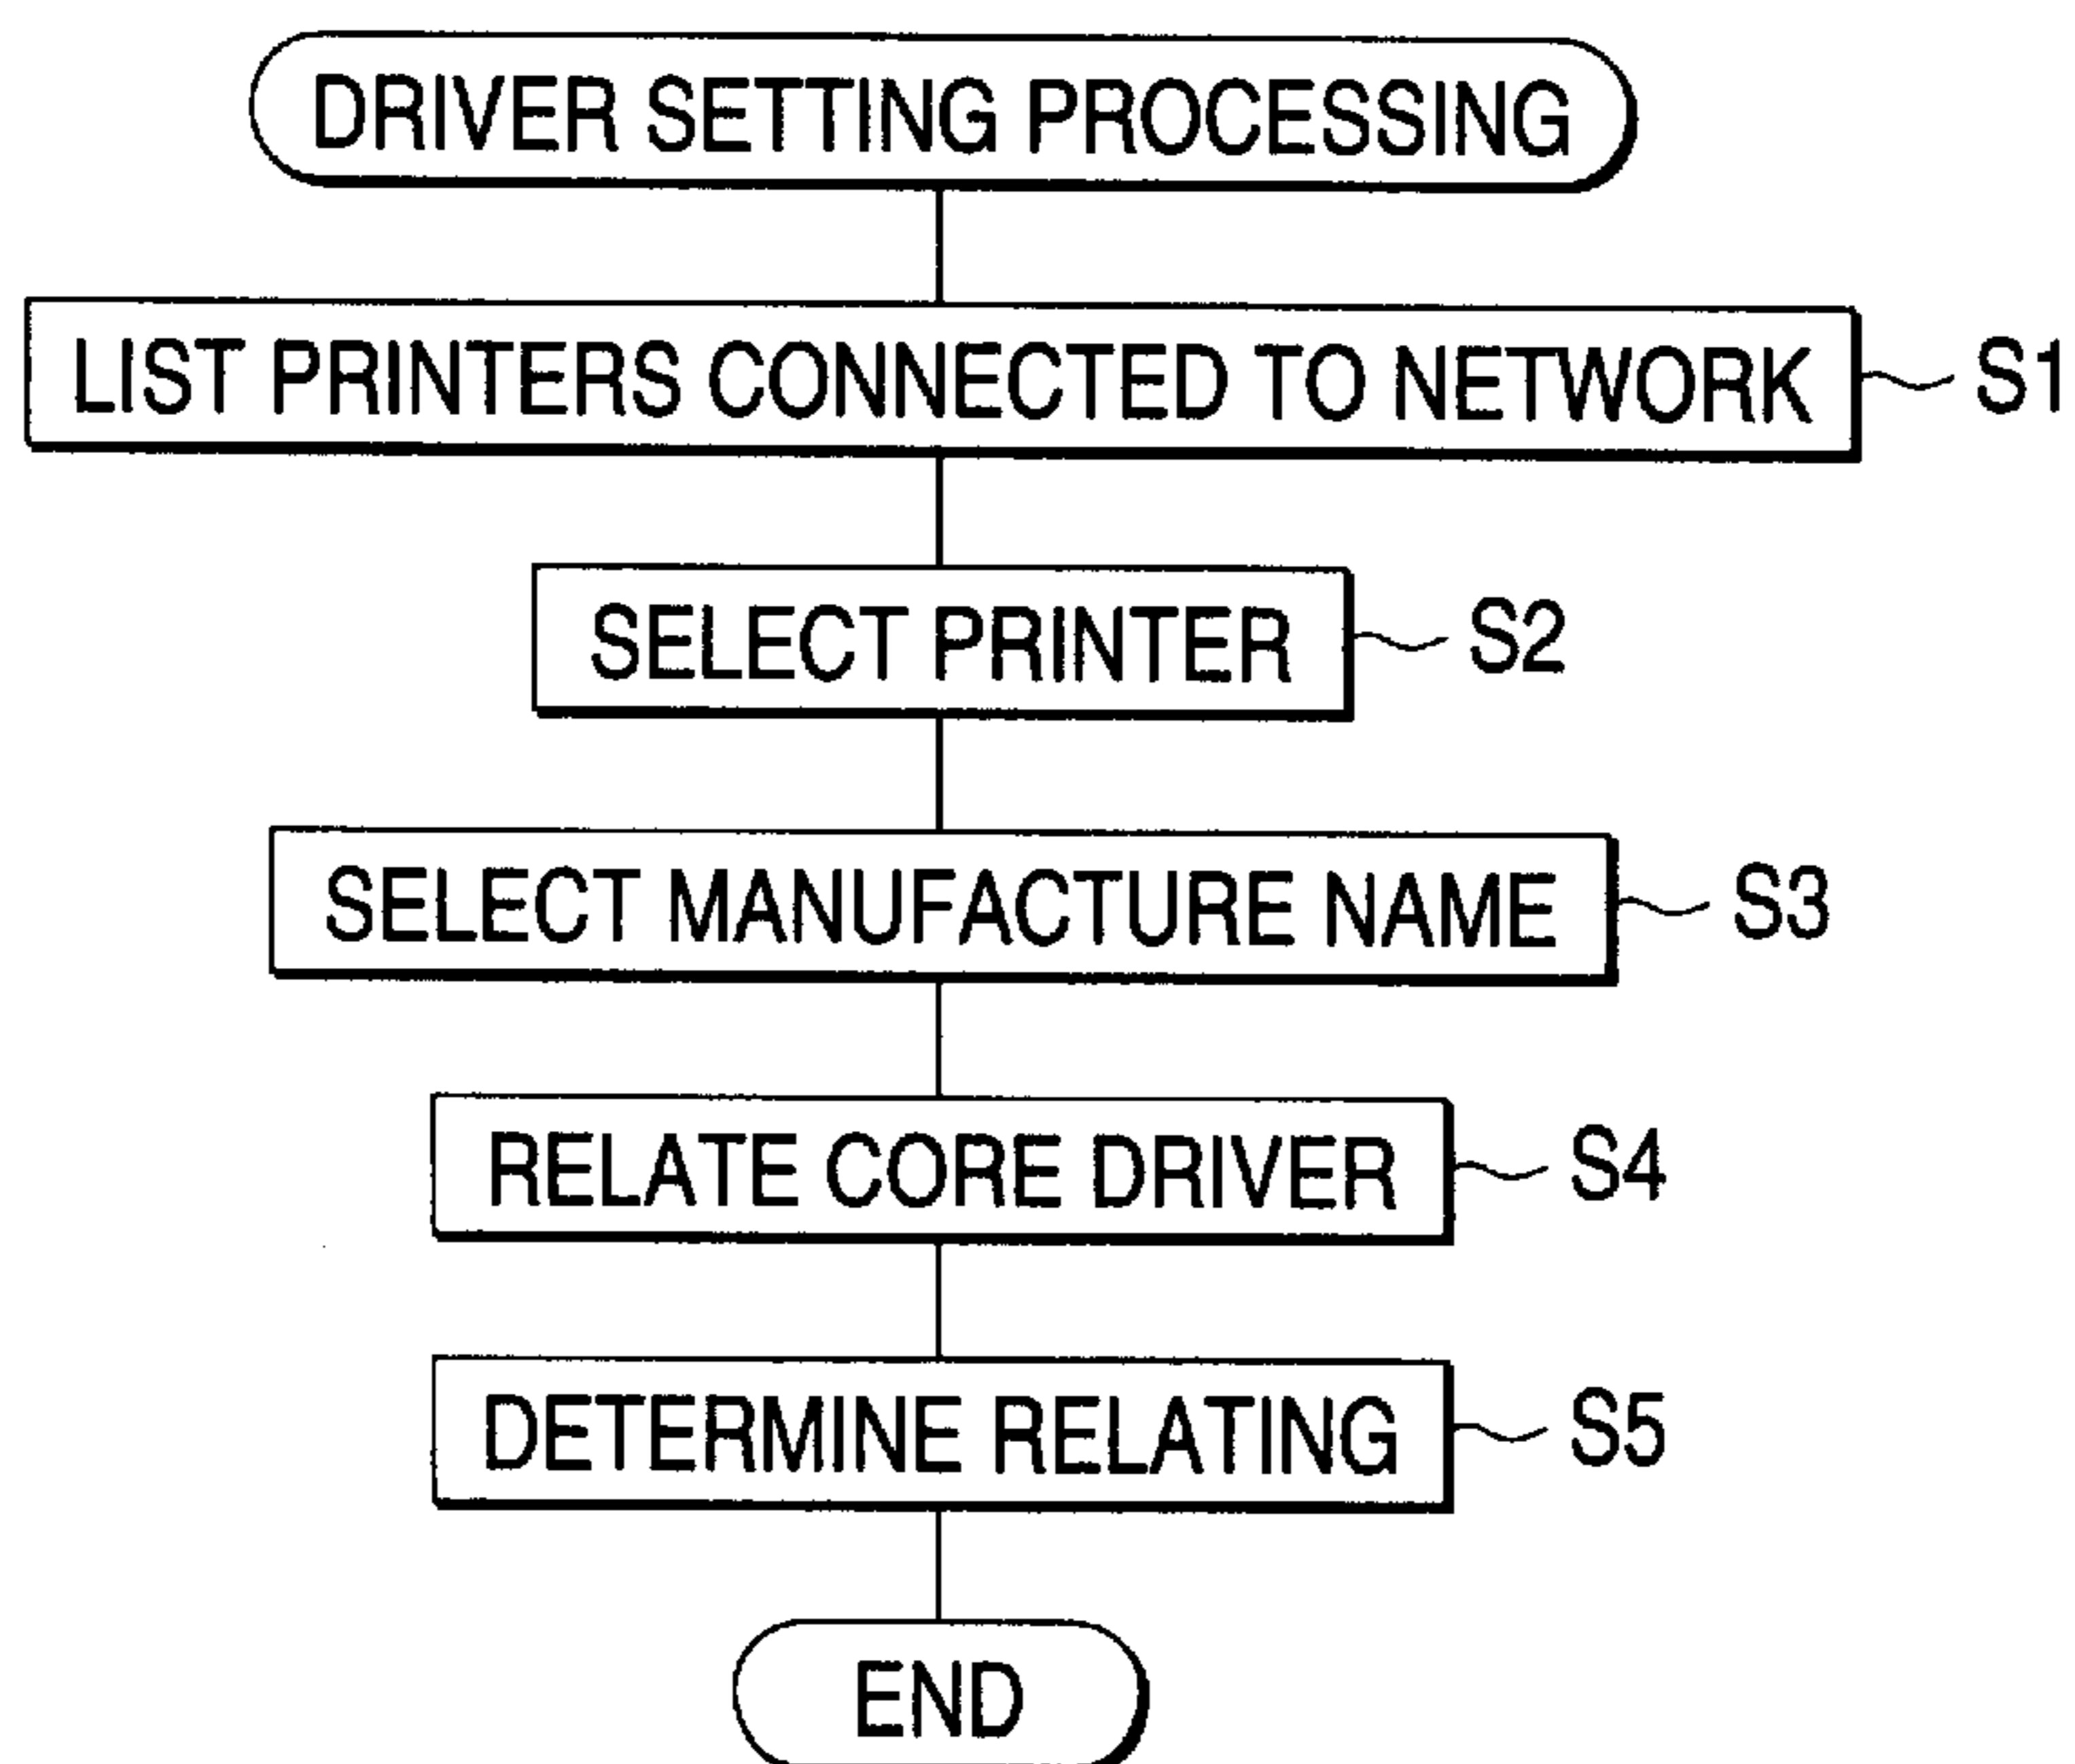 DRIVER SETTING PROCESSING
LIST PRINTERS CONNECTED TO NETWORK S1
SELECT PRINTER S2
SELECT MANUFACTURE NAME S3
RELATE CORE DRIVER S4
DETERMINE RELATING S5
END